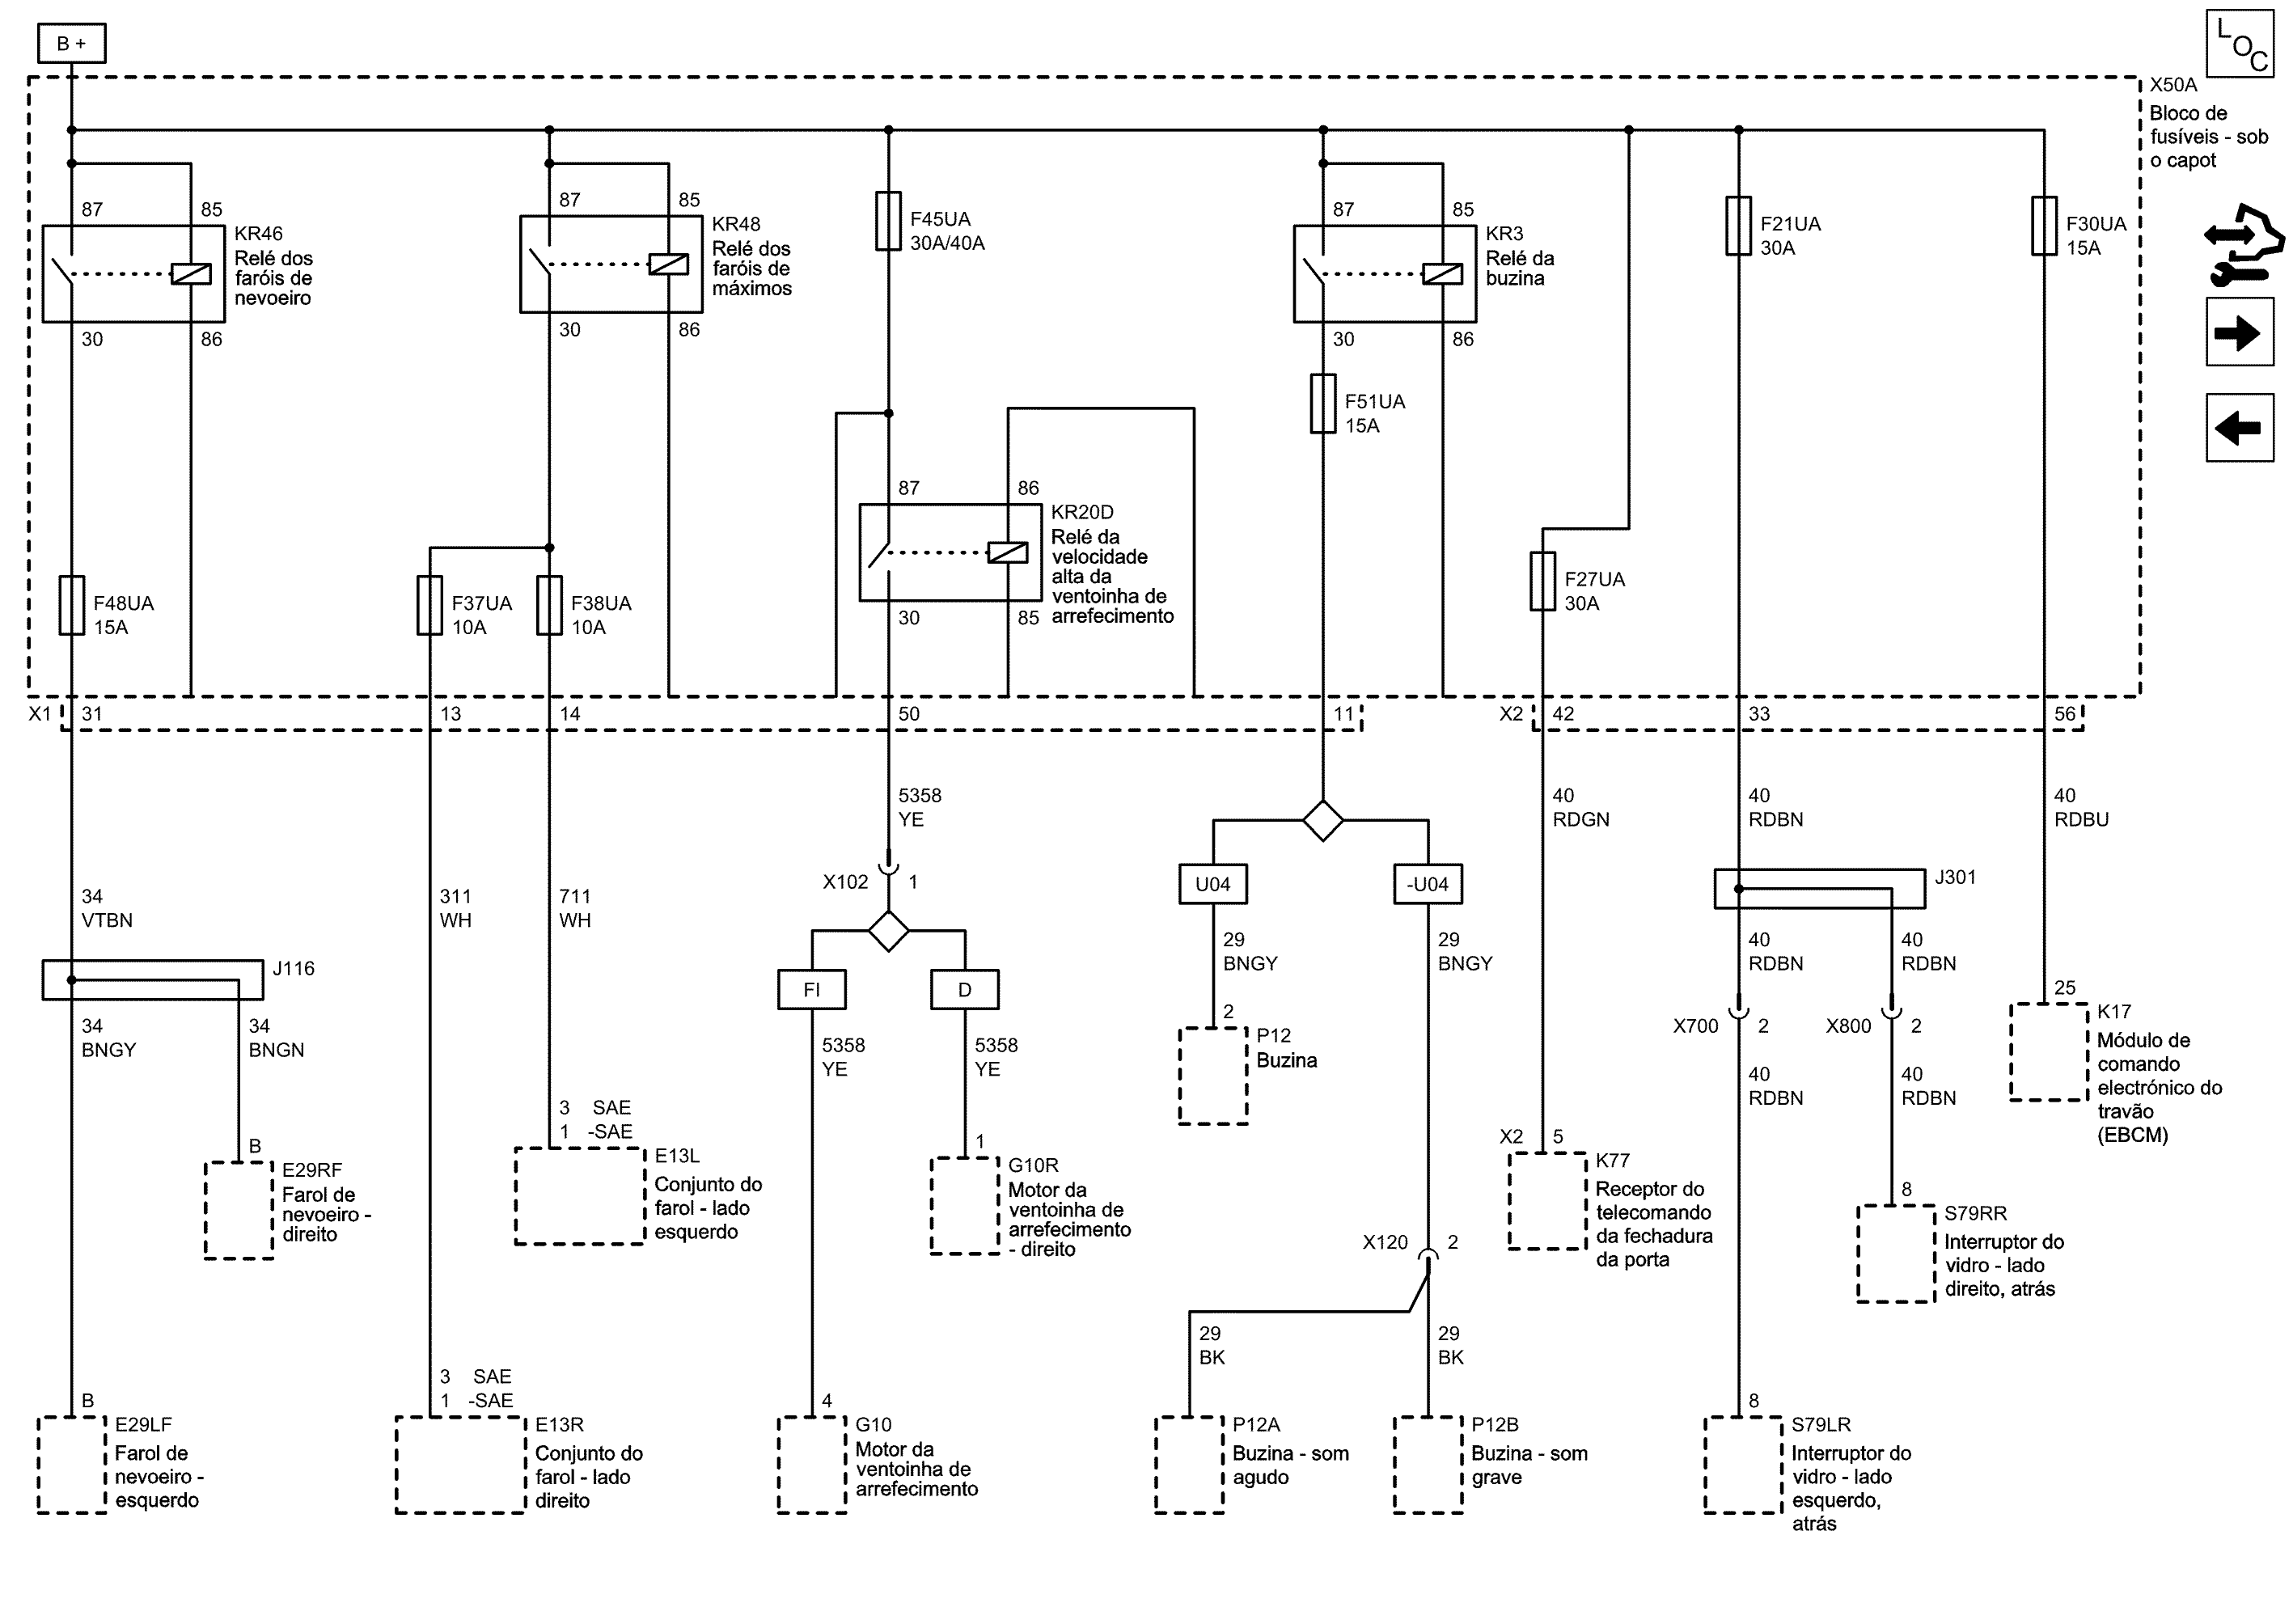 B +
LOC
X50A
Bloco de
fusíveis - sob
o capot
87
85
KR46
Relé dos
faróis de
nevoeiro
30
86
87
85
KR48
Relé dos
faróis de
máximos
30
86
F45UA
30A/40A
87
85
KR3
Relé da
buzina
30
86
F21UA
30A
F30UA
15A
F51UA
15A
87
86
KR20D
Relé da
velocidade
alta da
ventoinha de
arrefecimento
30
85
F48UA
15A
F37UA
10A
F38UA
10A
F27UA
30A
X1
31
13
14
50
11
X2
42
33
56
5358
YE
40
RDGN
40
RDBN
40
RDBU
X102
1
U04
-U04
J301
34
VTBN
311
WH
711
WH
29
BNGY
29
BNGY
40
RDBN
40
RDBN
J116
FI
D
34
BNGY
34
BNGN
5358
YE
5358
YE
2
P12
Buzina
X700
2
X800
2
25
K17
Módulo de
comando
electrónico do
travão
(EBCM)
40
RDBN
40
RDBN
3 SAE
1 -SAE
E13L
Conjunto do
farol - lado
esquerdo
B
E29RF
Farol de
nevoeiro -
direito
1
G10R
Motor da
ventoinha de
arrefecimento
- direito
X2
5
K77
Receptor do
telecomando
da fechadura
da porta
8
S79RR
Interruptor do
vidro - lado
direito, atrás
X120
2
29
BK
29
BK
B
E29LF
Farol de
nevoeiro -
esquerdo
3 SAE
1 -SAE
E13R
Conjunto do
farol - lado
direito
4
G10
Motor da
ventoinha de
arrefecimento
P12A
Buzina - som
agudo
P12B
Buzina - som
grave
8
S79LR
Interruptor do
vidro - lado
esquerdo,
atrás